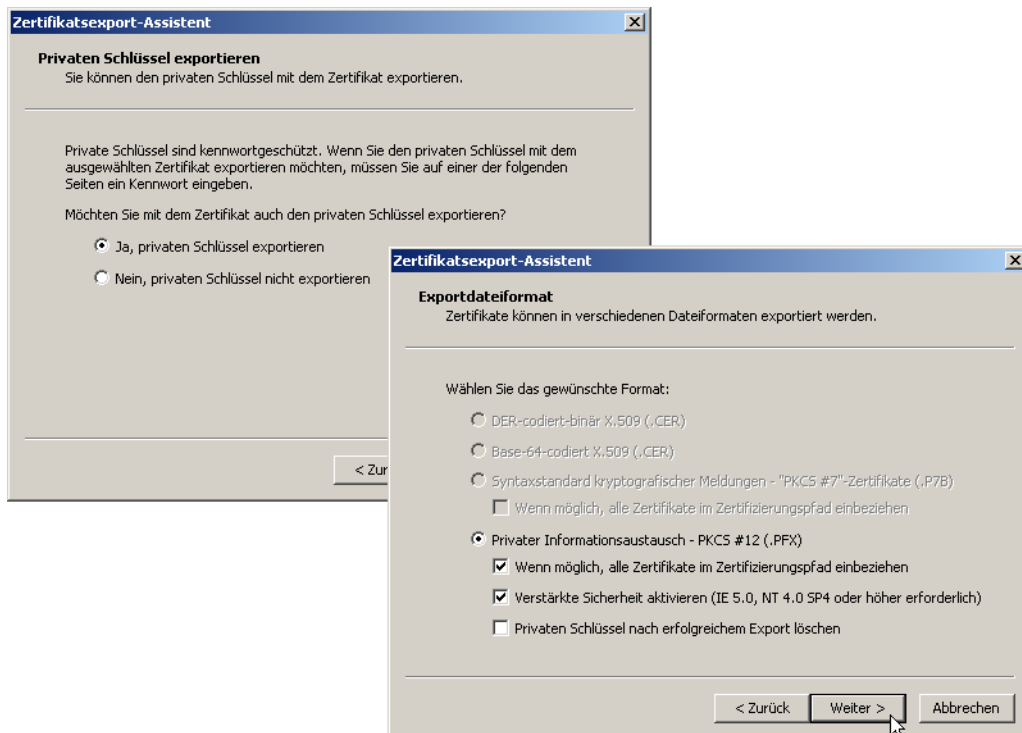 Zertifikatsexport-Assistent
Privaten Schlüssel exportieren
Sie können den privaten Schlüssel mit dem Zertifikat exportieren.
Private Schlüssel sind kennwortgeschützt. Wenn Sie den privaten Schlüssel mit dem
ausgewählten Zertifikat exportieren möchten, müssen Sie auf einer der folgenden
Seiten ein Kennwort eingeben.
Möchten Sie mit dem Zertifikat auch den privaten Schlüssel exportieren?
Ja, privaten Schlüssel exportieren
Nein, privaten Schlüssel nicht exportieren
< Zur
Zertifikatsexport-Assistent
Exportdateiformat
Zertifikate können in verschiedenen Dateiformaten exportiert werden.
Wählen Sie das gewünschte Format:
DER-codiert-binär X.509 (.CER)
Base-64-codiert X.509 (.CER)
Syntaxstandard kryptografischer Meldungen - "PKCS #7"-Zertifikate (.P7B)
Wenn möglich, alle Zertifikate im Zertifizierungspfad einbeziehen
Privater Informationsaustausch - PKCS #12 (.PFX)
Wenn möglich, alle Zertifikate im Zertifizierungspfad einbeziehen
Verstärkte Sicherheit aktivieren (IE 5.0, NT 4.0 SP4 oder höher erforderlich)
Privaten Schlüssel nach erfolgreichem Export löschen
< Zurück Weiter > Abbrechen